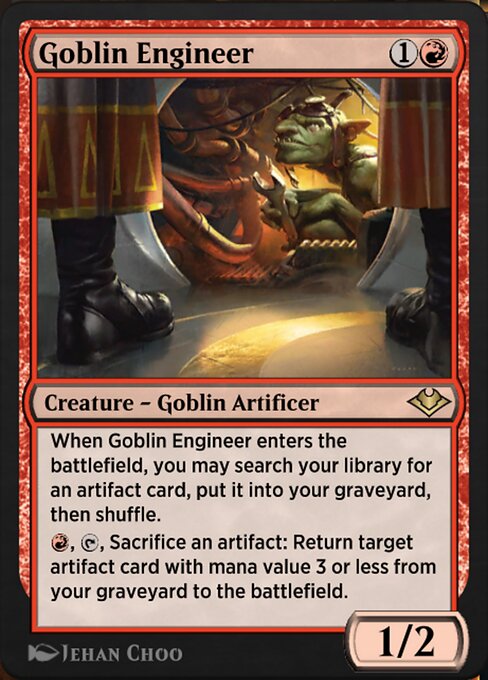 Goblin Engineer 1
Creature – Goblin Artificer
When Goblin Engineer enters the
battlefield, you may search your library for
an artifact card, put it into your graveyard,
then shuffle.
, , Sacrifice an artifact: Return target
artifact card with mana value 3 or less from
your graveyard to the battlefield.
1/2
Jehan Choo